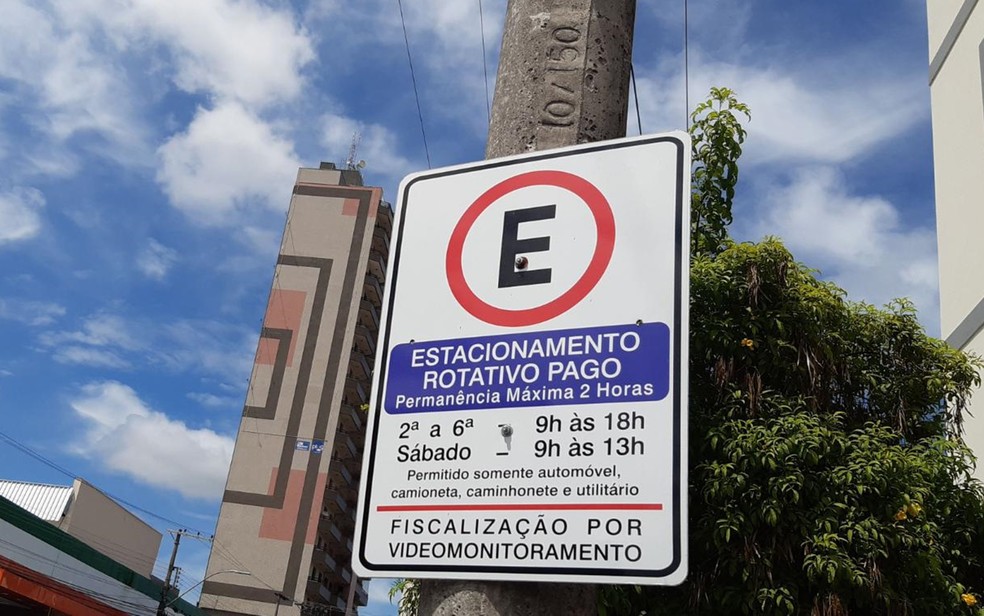 10/150
E
ESTACIONAMENTO
ROTATIVO PAGO
Permanência Máxima 2 Horas
2ª a 6ª – 9h às 18h
Sábado – 9h às 13h
Permitido somente automóvel,
camioneta, caminhonete e utilitário
FISCALIZAÇÃO POR
VIDEOMONITORAMENTO